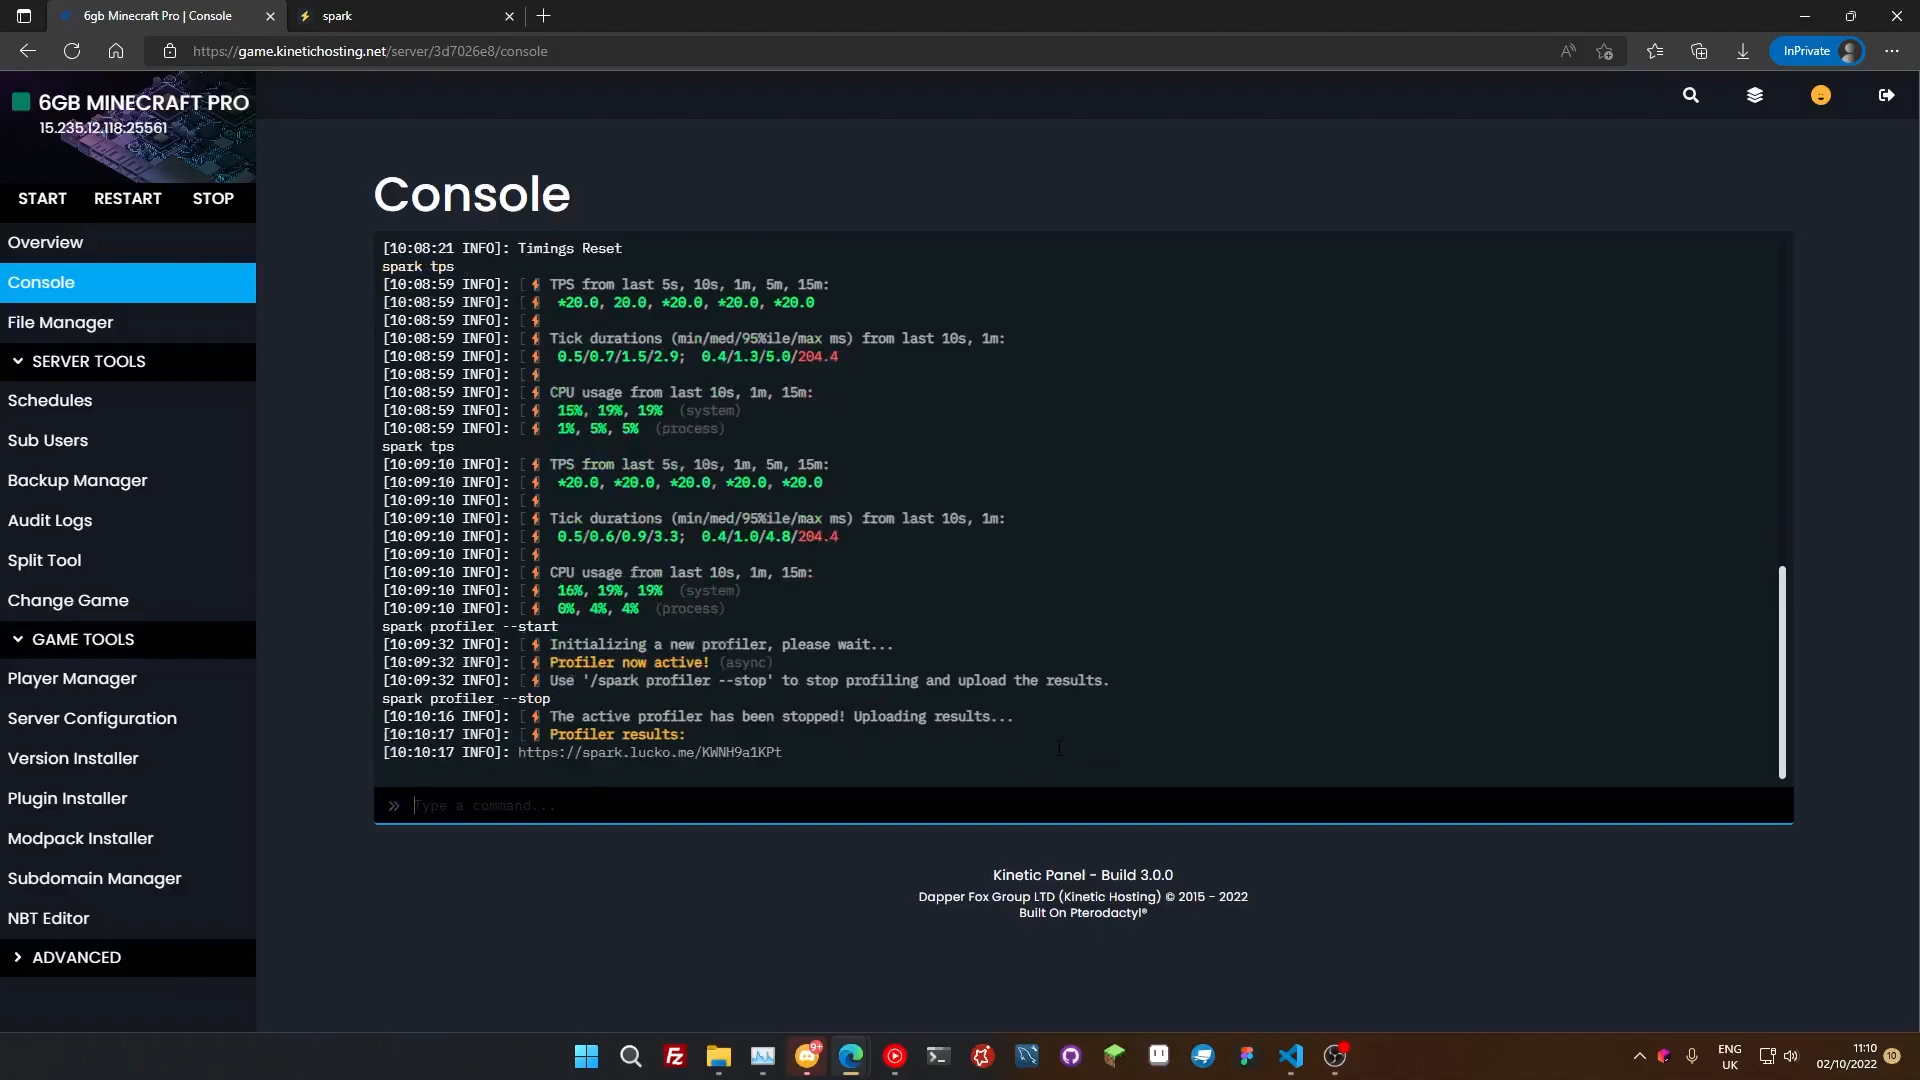 6gb Minecraft Pro | Console
spark
https://game.kinetichosting.net/server/3d7026e8/console
InPrivate
6GB MINECRAFT PRO
15.235.12.118:25561
START RESTART STOP
Overview
Console
File Manager
SERVER TOOLS
Schedules
Sub Users
Backup Manager
Audit Logs
Split Tool
Change Game
GAME TOOLS
Player Manager
Server Configuration
Version Installer
Plugin Installer
Modpack Installer
Subdomain Manager
NBT Editor
ADVANCED
Console
[10:08:21 INFO]: Timings Reset
spark tps
[10:08:59 INFO]: [⚡ TPS from last 5s, 10s, 1m, 5m, 15m:
[10:08:59 INFO]: [⚡ *20.0, 20.0, *20.0, *20.0, *20.0
[10:08:59 INFO]: [⚡
[10:08:59 INFO]: [⚡ Tick durations (min/med/95%ile/max ms) from last 10s, 1m:
[10:08:59 INFO]: [⚡ 0.5/0.7/1.5/2.9; 0.4/1.3/5.0/204.4
[10:08:59 INFO]: [⚡
[10:08:59 INFO]: [⚡ CPU usage from last 10s, 1m, 15m:
[10:08:59 INFO]: [⚡ 15%, 19%, 19% (system)
[10:08:59 INFO]: [⚡ 1%, 5%, 5% (process)
spark tps
[10:09:10 INFO]: [⚡ TPS from last 5s, 10s, 1m, 5m, 15m:
[10:09:10 INFO]: [⚡ *20.0, *20.0, *20.0, *20.0, *20.0
[10:09:10 INFO]: [⚡
[10:09:10 INFO]: [⚡ Tick durations (min/med/95%ile/max ms) from last 10s, 1m:
[10:09:10 INFO]: [⚡ 0.5/0.6/0.9/3.3; 0.4/1.0/4.8/204.4
[10:09:10 INFO]: [⚡
[10:09:10 INFO]: [⚡ CPU usage from last 10s, 1m, 15m:
[10:09:10 INFO]: [⚡ 16%, 19%, 19% (system)
[10:09:10 INFO]: [⚡ 0%, 4%, 4% (process)
spark profiler --start
[10:09:32 INFO]: [⚡ Initializing a new profiler, please wait...
[10:09:32 INFO]: [⚡ Profiler now active! (async)
[10:09:32 INFO]: [⚡ Use '/spark profiler --stop' to stop profiling and upload the results.
spark profiler --stop
[10:10:16 INFO]: [⚡ The active profiler has been stopped! Uploading results...
[10:10:17 INFO]: [⚡ Profiler results:
[10:10:17 INFO]: https://spark.lucko.me/KWNH9a1KPt
» Type a command...
Kinetic Panel - Build 3.0.0
Dapper Fox Group LTD (Kinetic Hosting) © 2015 - 2022
Built On Pterodactyl®
9+
ENG
UK
11:10
02/10/2022
10